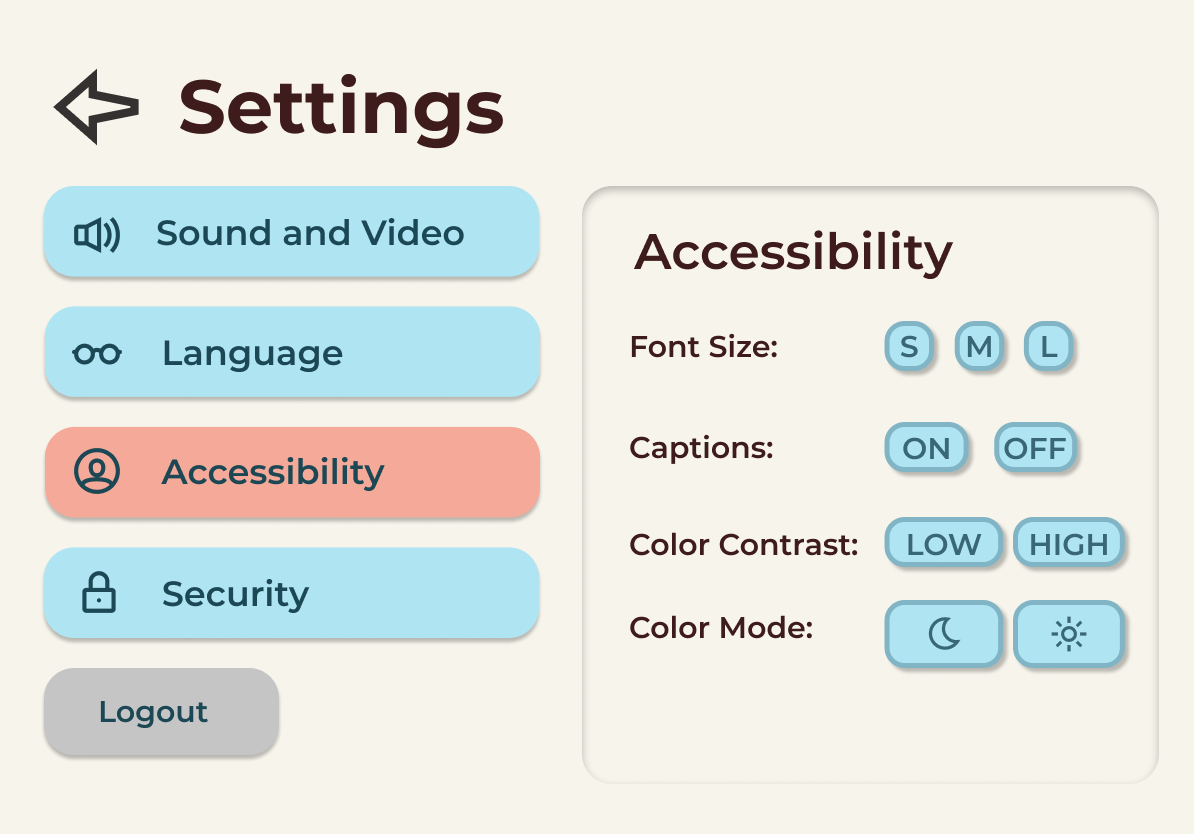 Settings
Sound and Video
Language
Accessibility
Security
Logout
Accessibility
Font Size: S M L
Captions: ON OFF
Color Contrast: LOW HIGH
Color Mode: